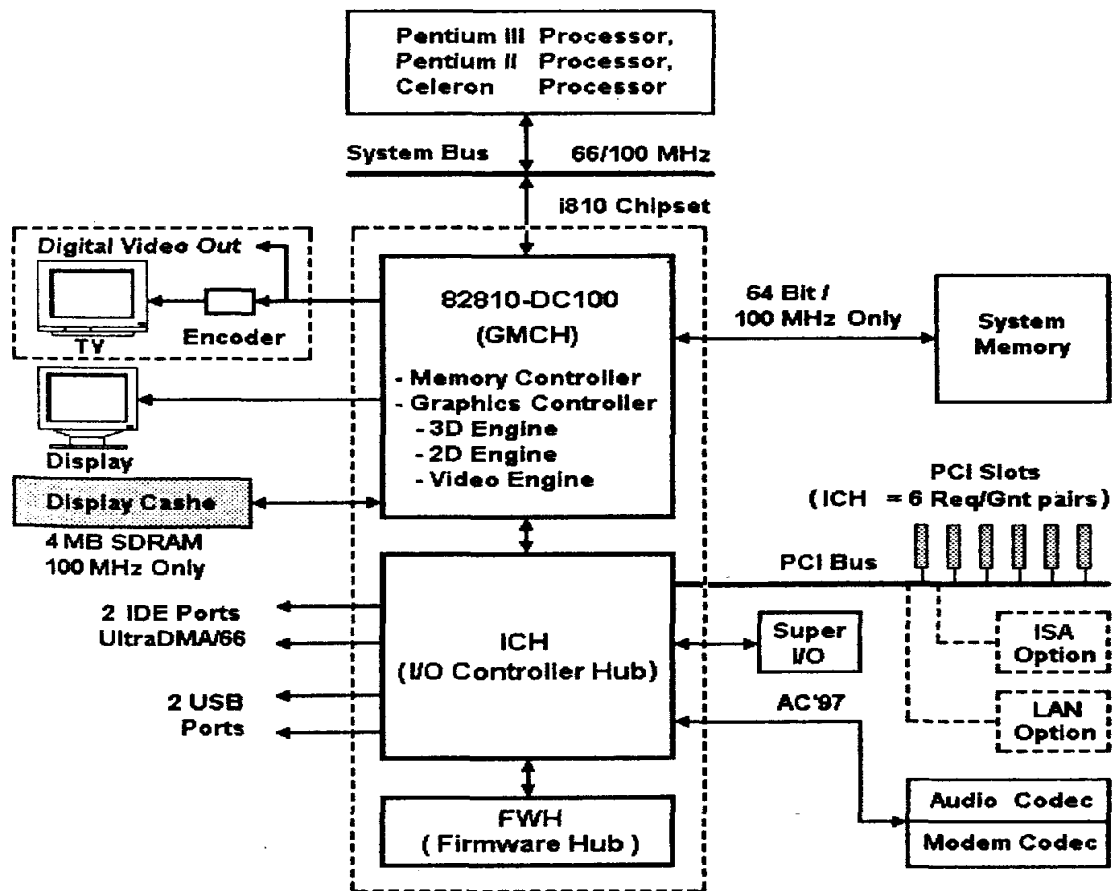 Pentium III Processor,
Pentium II Processor,
Celeron Processor
System Bus 66/100 MHz
i810 Chipset
Digital Video Out
TV
Encoder
82810-DC100
(GMCH)
- Memory Controller
- Graphics Controller
- 3D Engine
- 2D Engine
- Video Engine
64 Bit /
100 MHz Only
System
Memory
Display
Display Cashe
4 MB SDRAM
100 MHz Only
PCI Slots
( ICH = 6 Req/Gnt pairs )
PCI Bus
2 IDE Ports
UltraDMA/66
2 USB
Ports
ICH
(I/O Controller Hub)
Super
I/O
ISA
Option
AC'97
LAN
Option
FWH
( Firmware Hub )
Audio Codec
Modem Codec